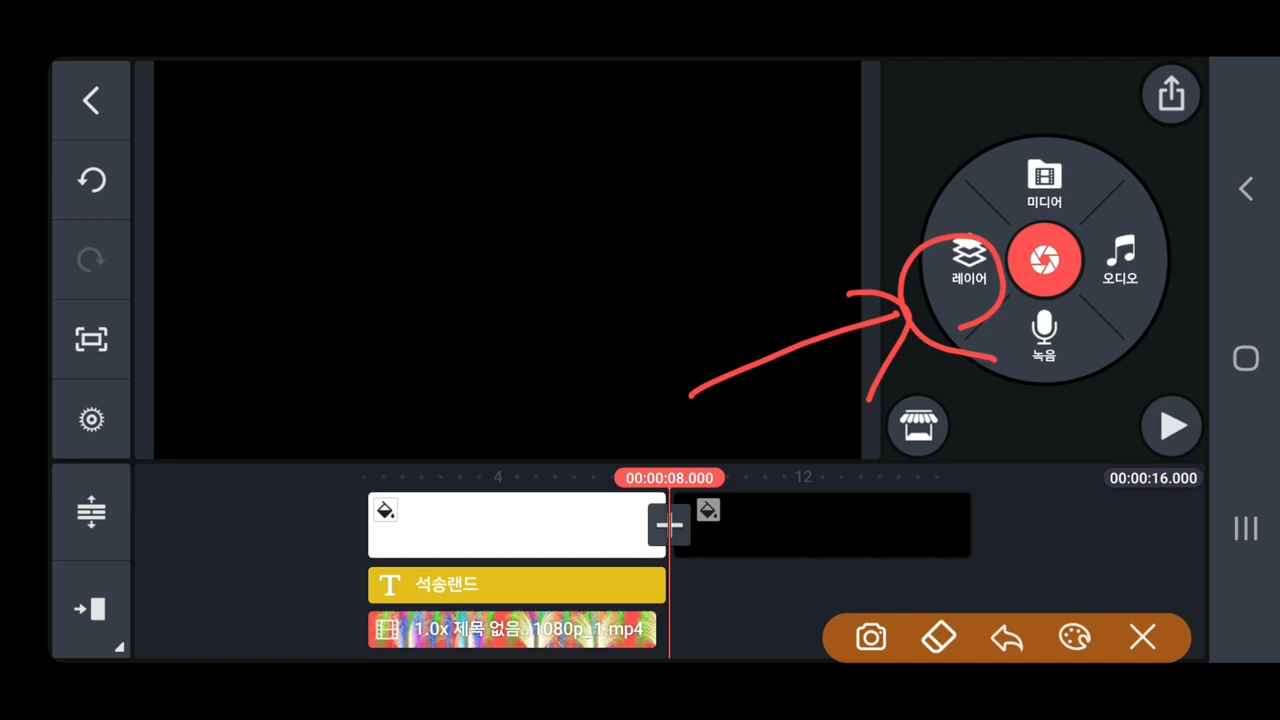 미디어
레이어
오디오
녹음
4
00:00:08.000
12
00:00:16.000
T 석송랜드
1.0x 제목 없음...1080p_1.mp4